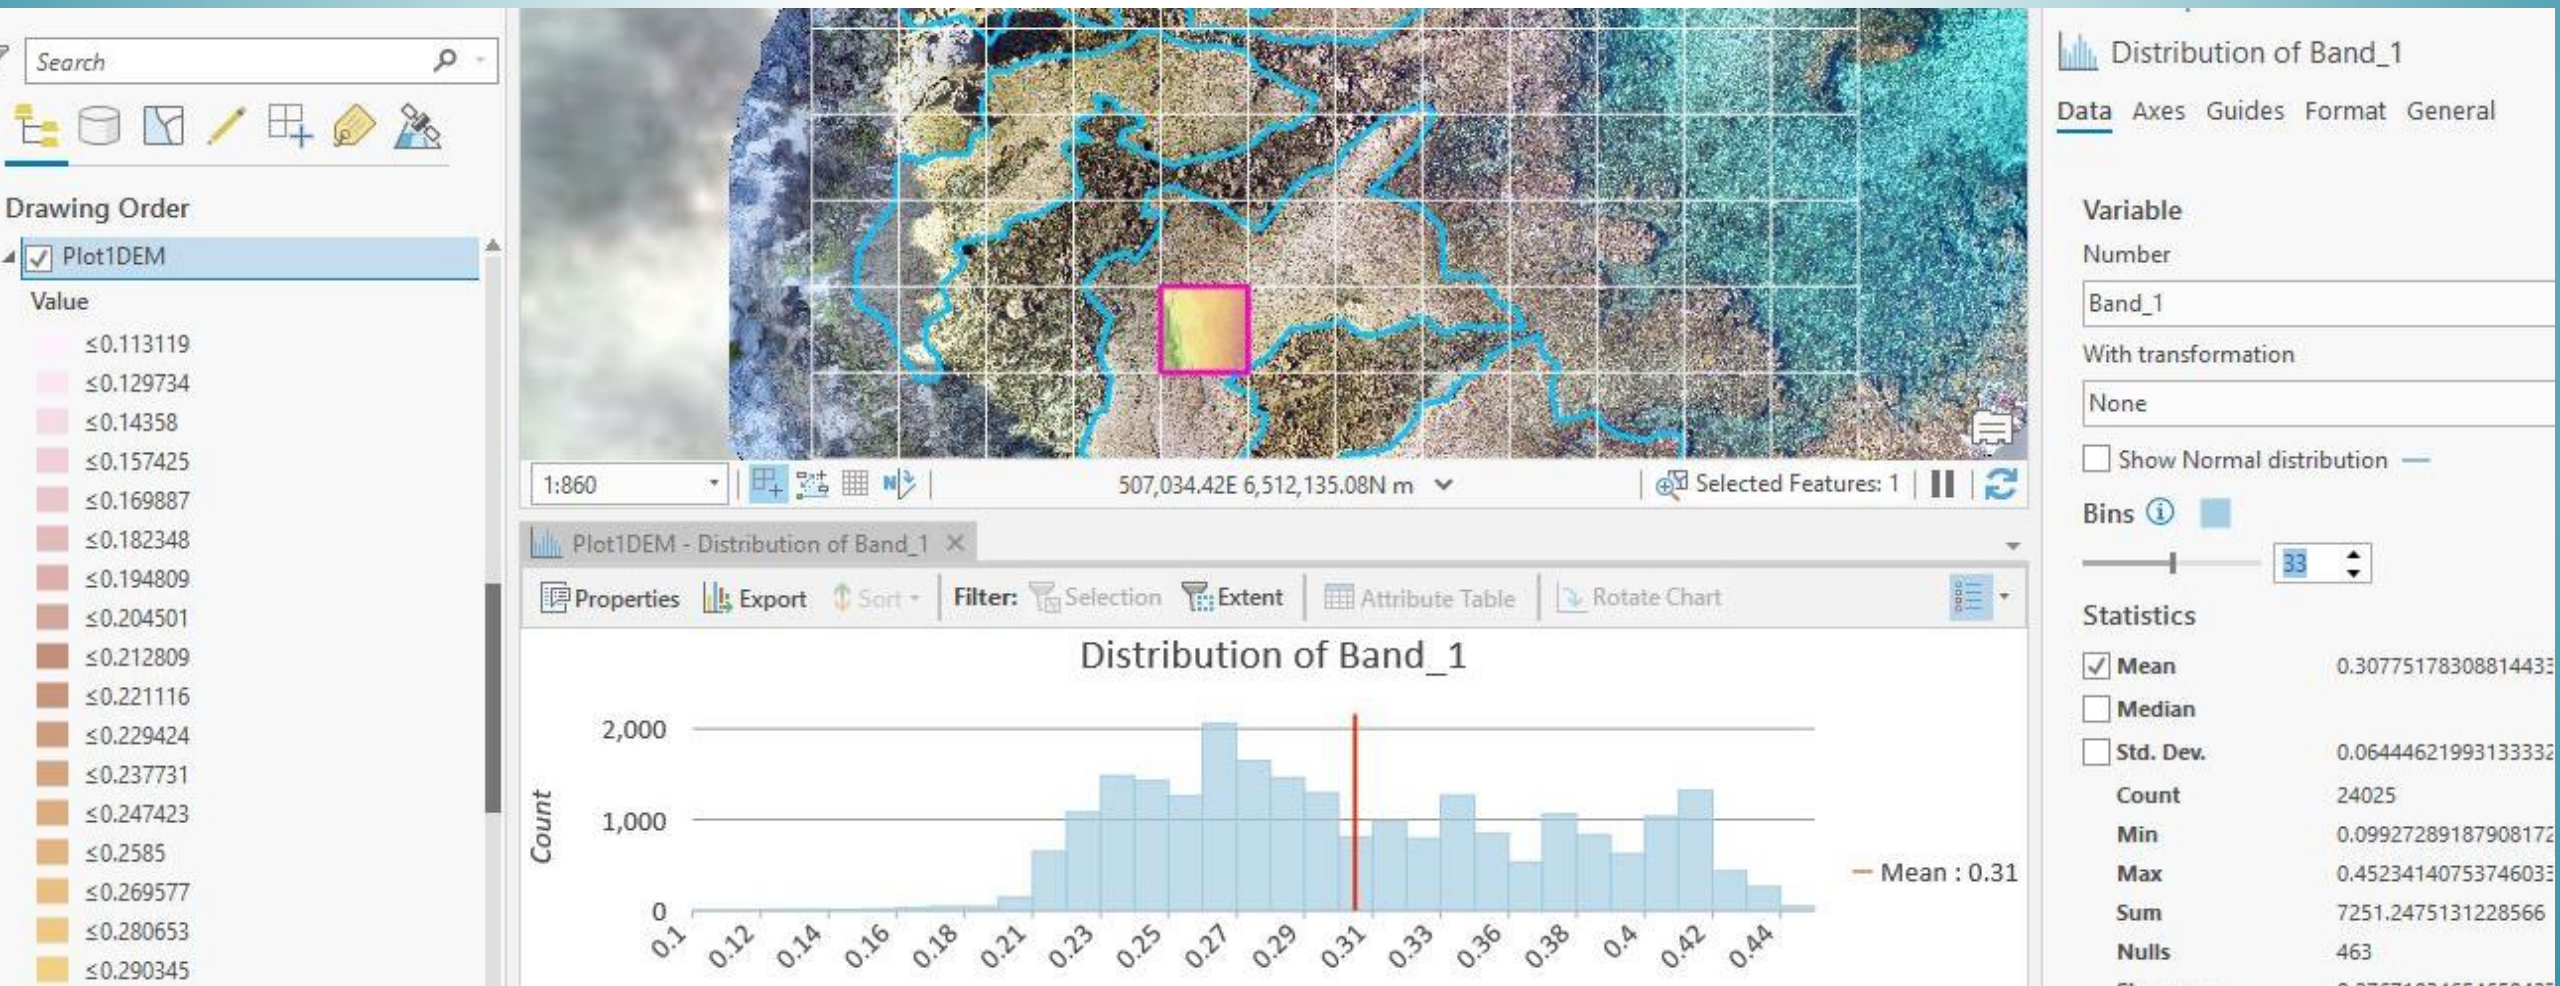 Search
Drawing Order
Plot1DEM
Value
≤0.113119
≤0.129734
≤0.14358
≤0.157425
≤0.169887
≤0.182348
≤0.194809
≤0.204501
≤0.212809
≤0.221116
≤0.229424
≤0.237731
≤0.247423
≤0.2585
≤0.269577
≤0.280653
≤0.290345
1:860
507,034.42E 6,512,135.08N m
Selected Features: 1
Plot1DEM - Distribution of Band_1
Properties Export Sort Filter: Selection Extent Attribute Table Rotate Chart
Distribution of Band_1
2,000
1,000
0
Count
0.1 0.12 0.14 0.16 0.18 0.21 0.23 0.25 0.27 0.29 0.31 0.33 0.36 0.38 0.4 0.42 0.44
Mean : 0.31
Distribution of Band_1
Data Axes Guides Format General
Variable
Number
Band_1
With transformation
None
Show Normal distribution
Bins 33
Statistics
Mean 0.3077517830881443
Median
Std. Dev. 0.0644462199313333
Count 24025
Min 0.0992728918790817
Max 0.4523414075374603
Sum 7251.2475131228566
Nulls 463